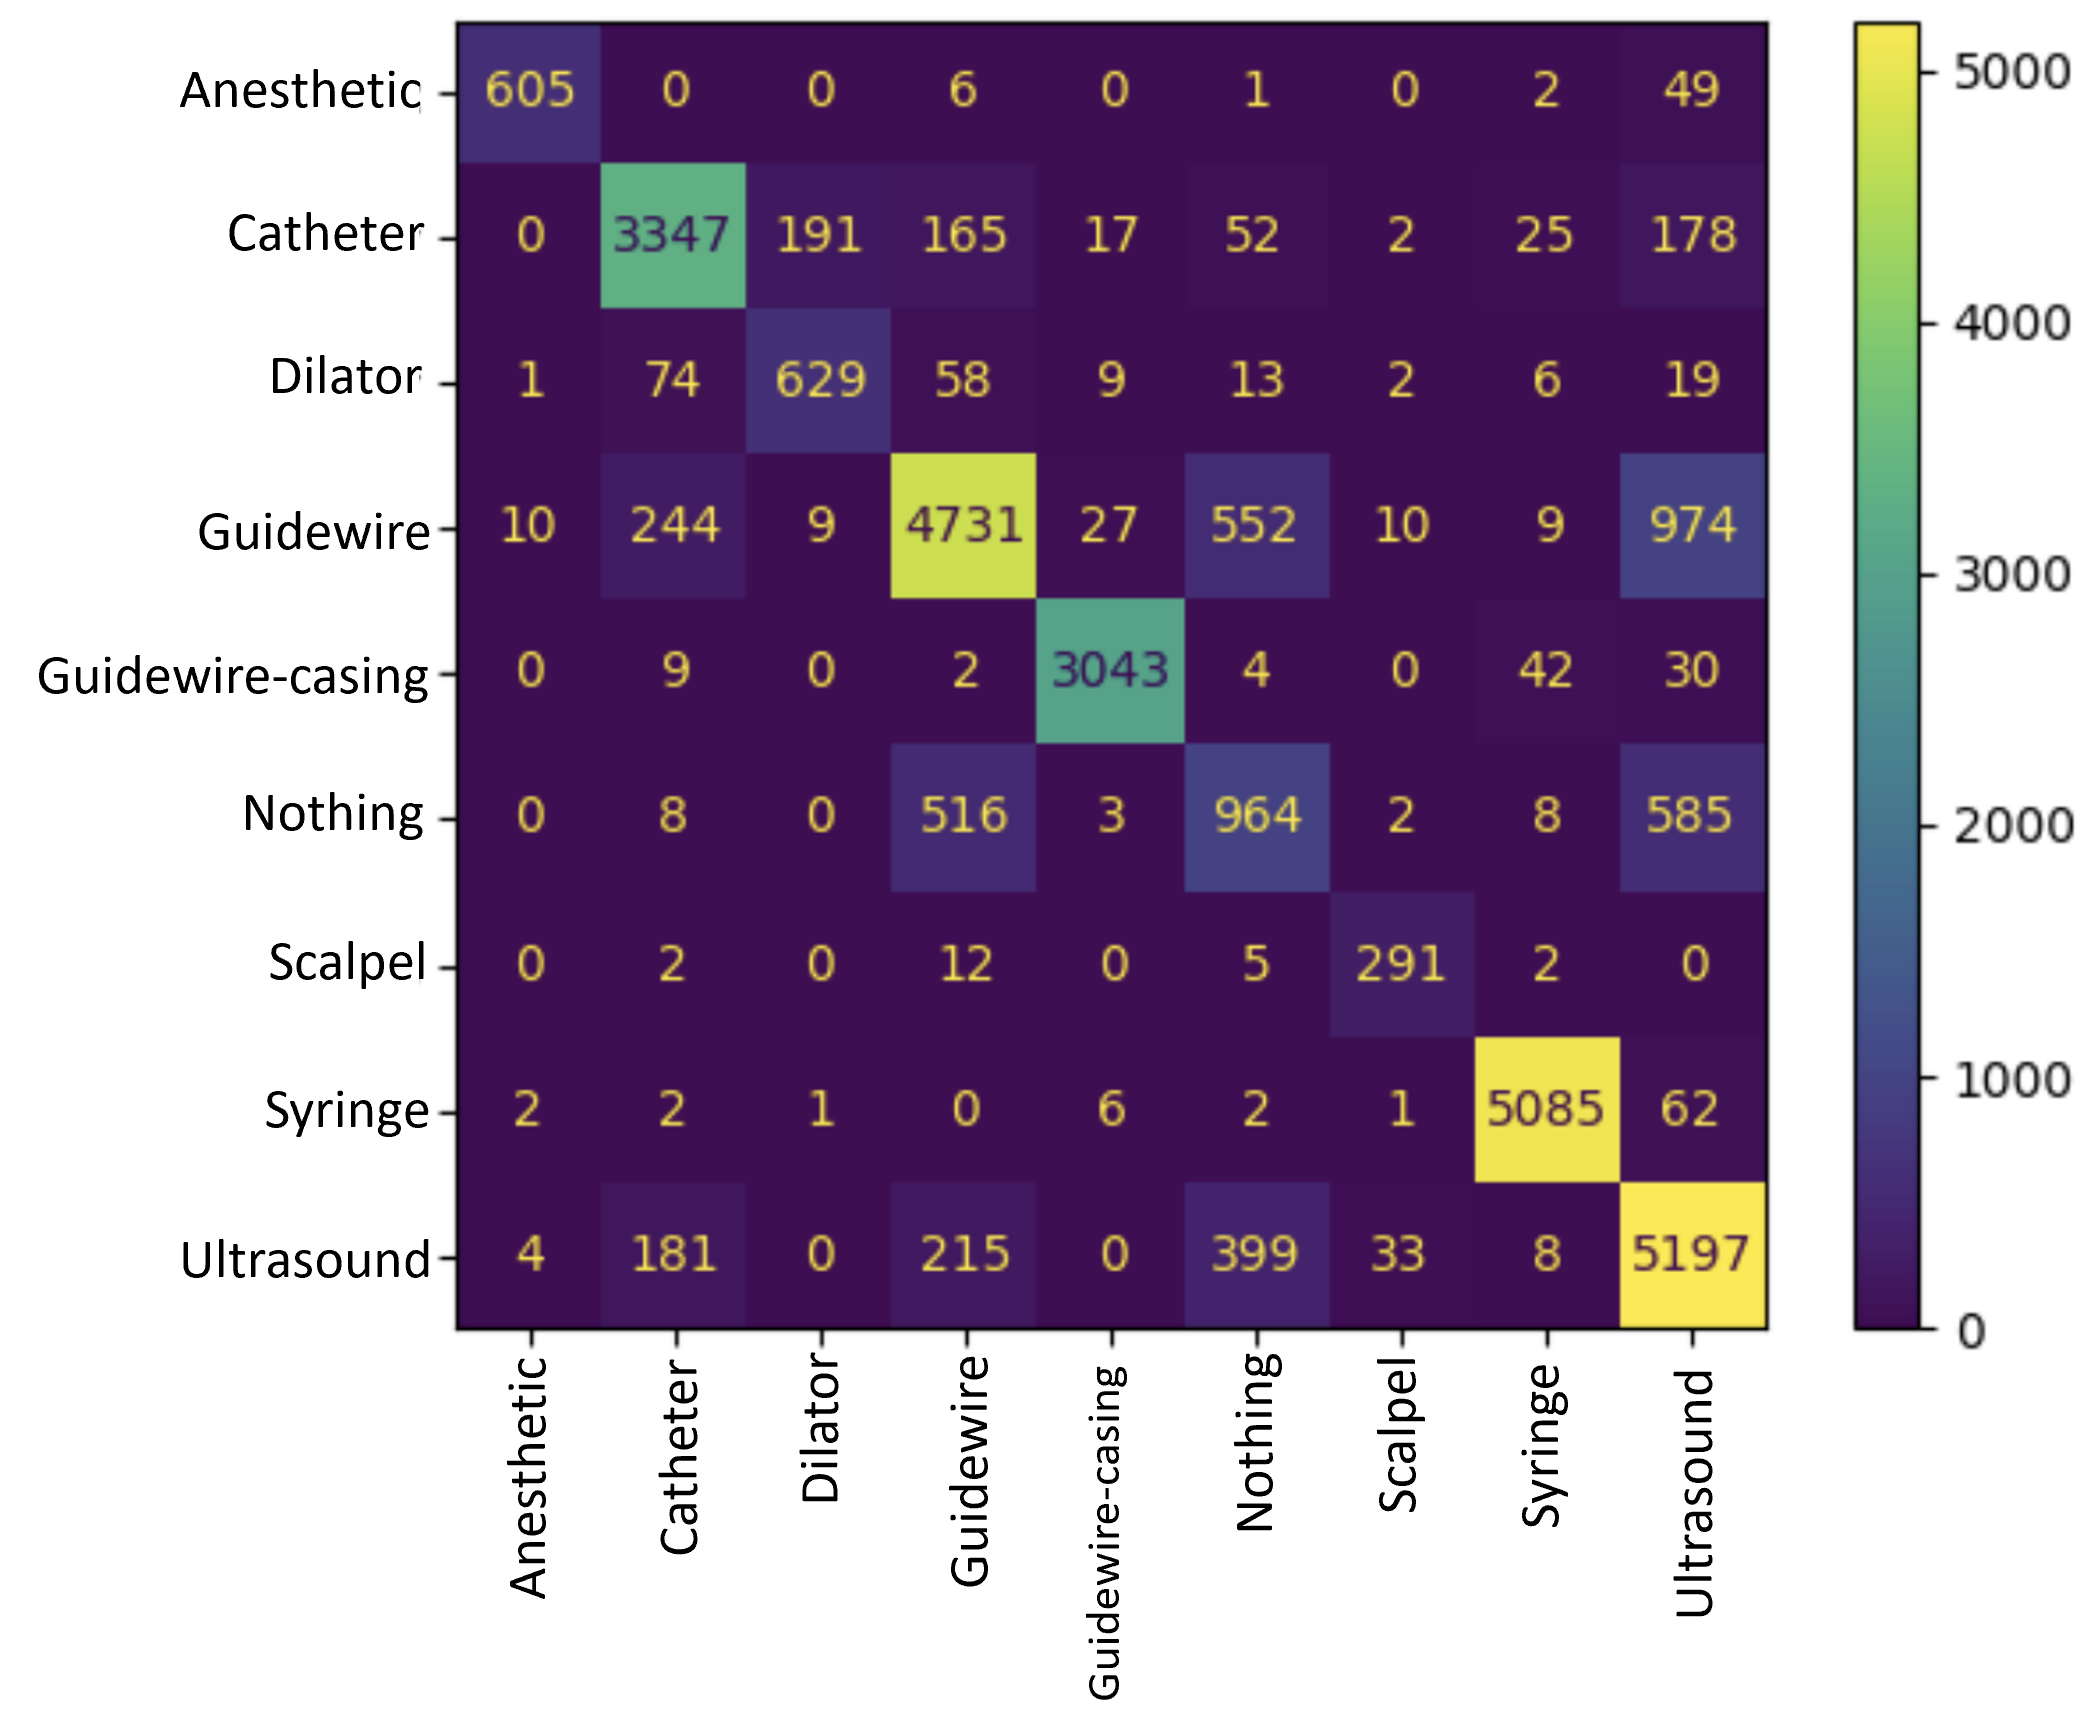 Anesthetic 605 0 0 6 0 1 0 2 49
Catheter 0 3347 191 165 17 52 2 25 178
Dilator 1 74 629 58 9 13 2 6 19
Guidewire 10 244 9 4731 27 552 10 9 974
Guidewire-casing 0 9 0 2 3043 4 0 42 30
Nothing 0 8 0 516 3 964 2 8 585
Scalpel 0 2 0 12 0 5 291 2 0
Syringe 2 2 1 0 6 2 1 5085 62
Ultrasound 4 181 0 215 0 399 33 8 5197
Anesthetic
Catheter
Dilator
Guidewire
Guidewire-casing
Nothing
Scalpel
Syringe
Ultrasound
5000
4000
3000
2000
1000
0